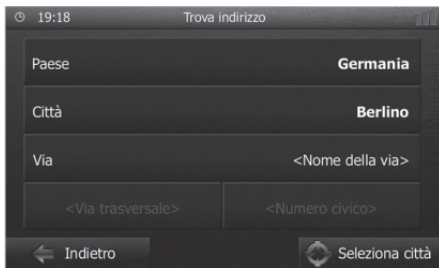 19:18 Trova indirizzo
Paese Germania
Città Berlino
Via <Nome della via>
<Via trasversale> <Numero civico>
Indietro Seleziona città